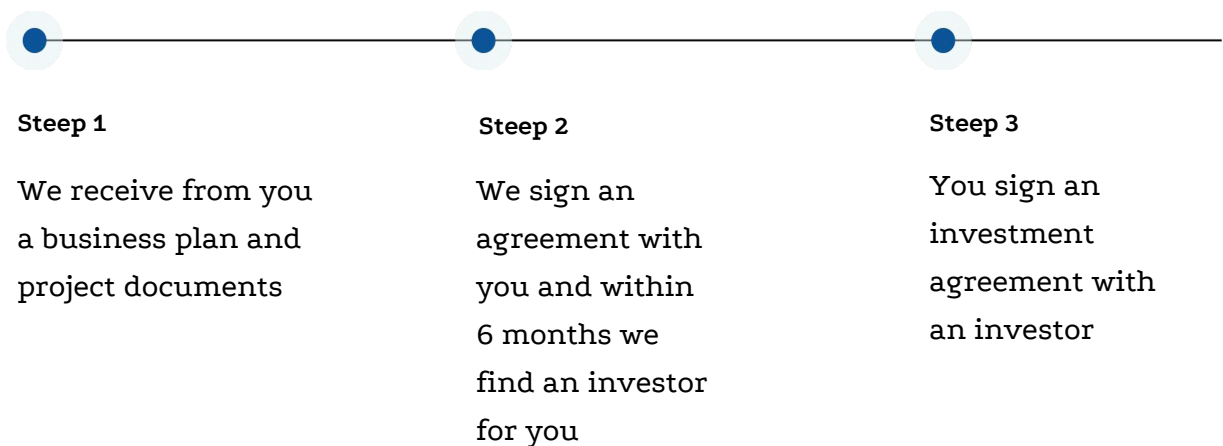 Steep 1
We receive from you
a business plan and
project documents
Steep 2
We sign an
agreement with
you and within
6 months we
find an investor
for you
Steep 3
You sign an
investment
agreement with
an investor